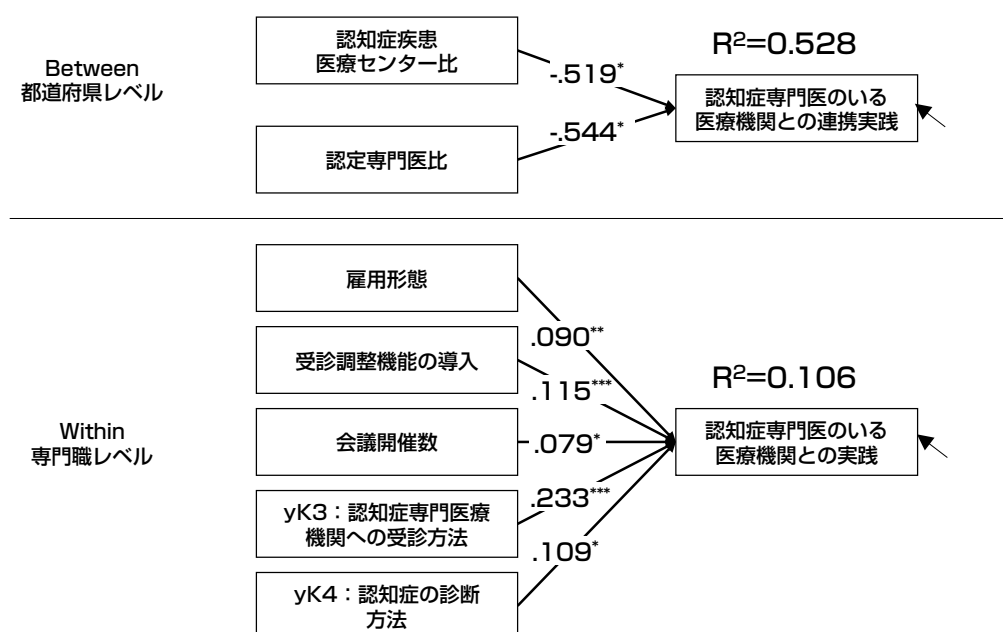 認知症疾患
医療センター比
R²=0.528
Between
都道府県レベル
-.519*
認知症専門医のいる
医療機関との連携実践
-.544*
認定専門医比
雇用形態
.090**
受診調整機能の導入
.115***
R²=0.106
Within
専門職レベル
会議開催数
.079*
認知症専門医のいる
医療機関との実践
yK3:認知症専門医療
機関への受診方法
.233***
.109*
yK4:認知症の診断
方法